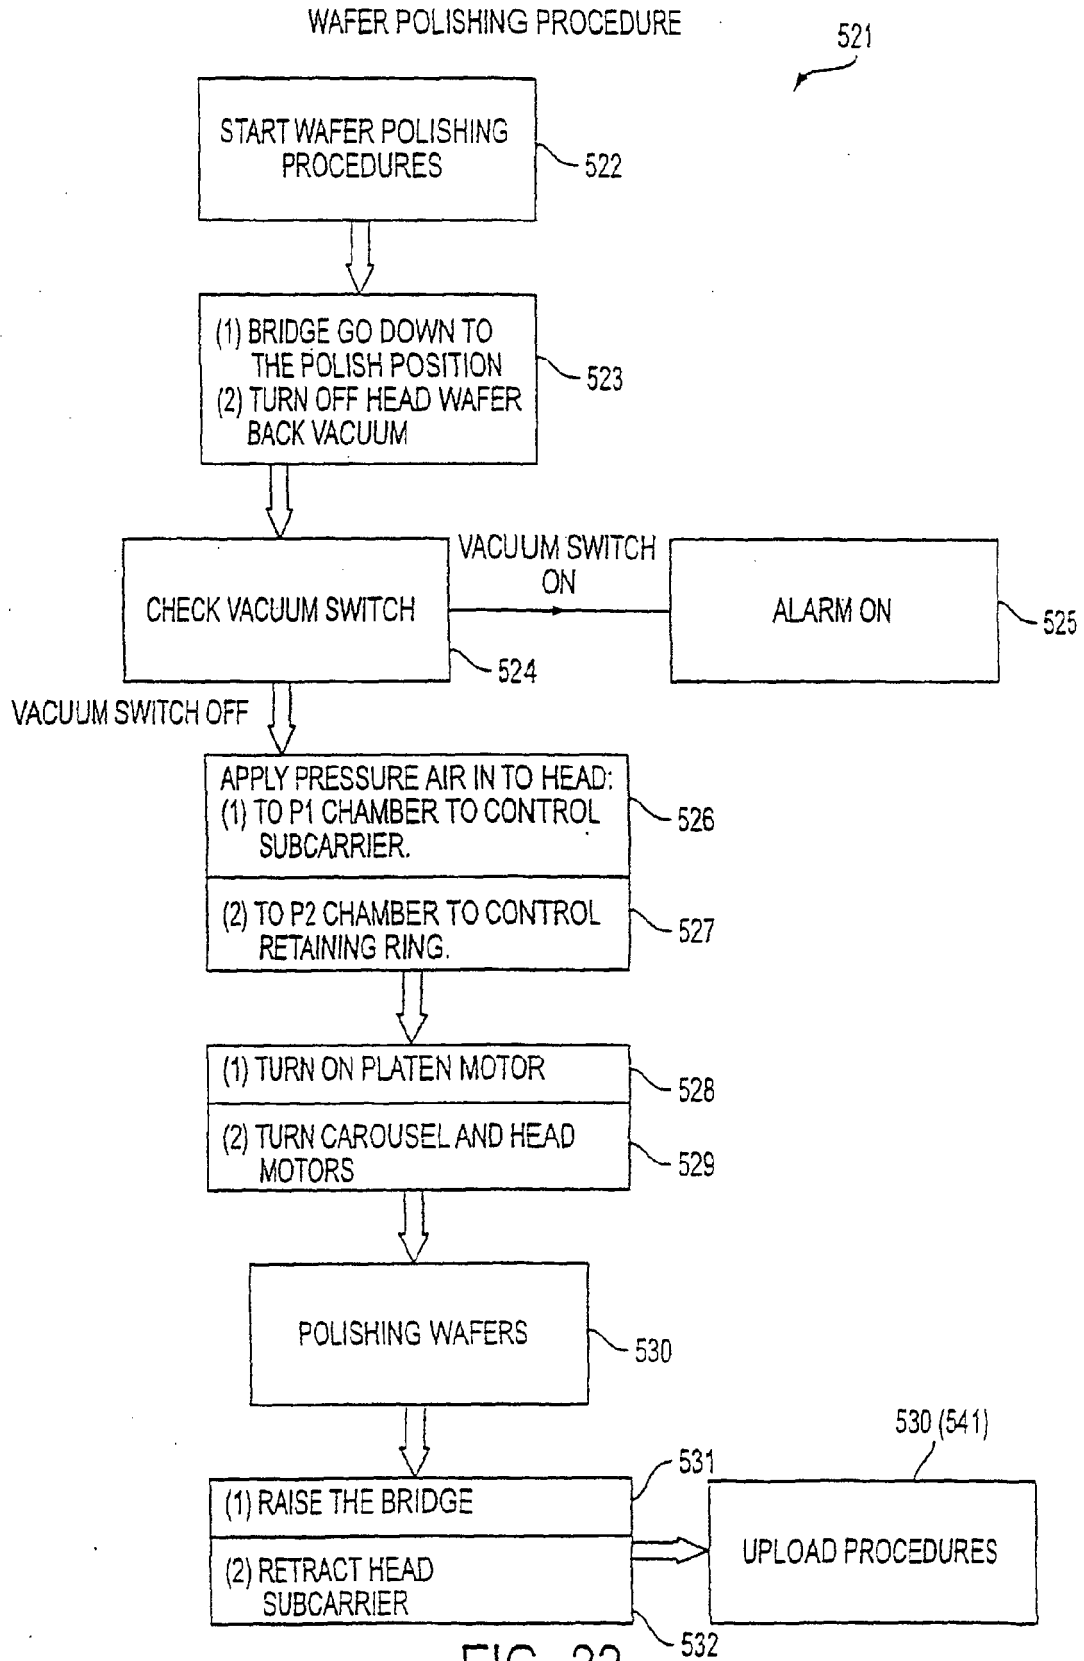 WAFER POLISHING PROCEDURE
521
START WAFER POLISHING
PROCEDURES
522
(1) BRIDGE GO DOWN TO
THE POLISH POSITION
(2) TURN OFF HEAD WAFER
BACK VACUUM
523
VACUUM SWITCH
ON
CHECK VACUUM SWITCH
524
ALARM ON
525
VACUUM SWITCH OFF
APPLY PRESSURE AIR IN TO HEAD:
(1) TO P1 CHAMBER TO CONTROL
SUBCARRIER.
526
(2) TO P2 CHAMBER TO CONTROL
RETAINING RING.
527
(1) TURN ON PLATEN MOTOR
528
(2) TURN CAROUSEL AND HEAD
MOTORS
529
POLISHING WAFERS
530
530 (541)
531
(1) RAISE THE BRIDGE
UPLOAD PROCEDURES
(2) RETRACT HEAD
SUBCARRIER
532
FIG.